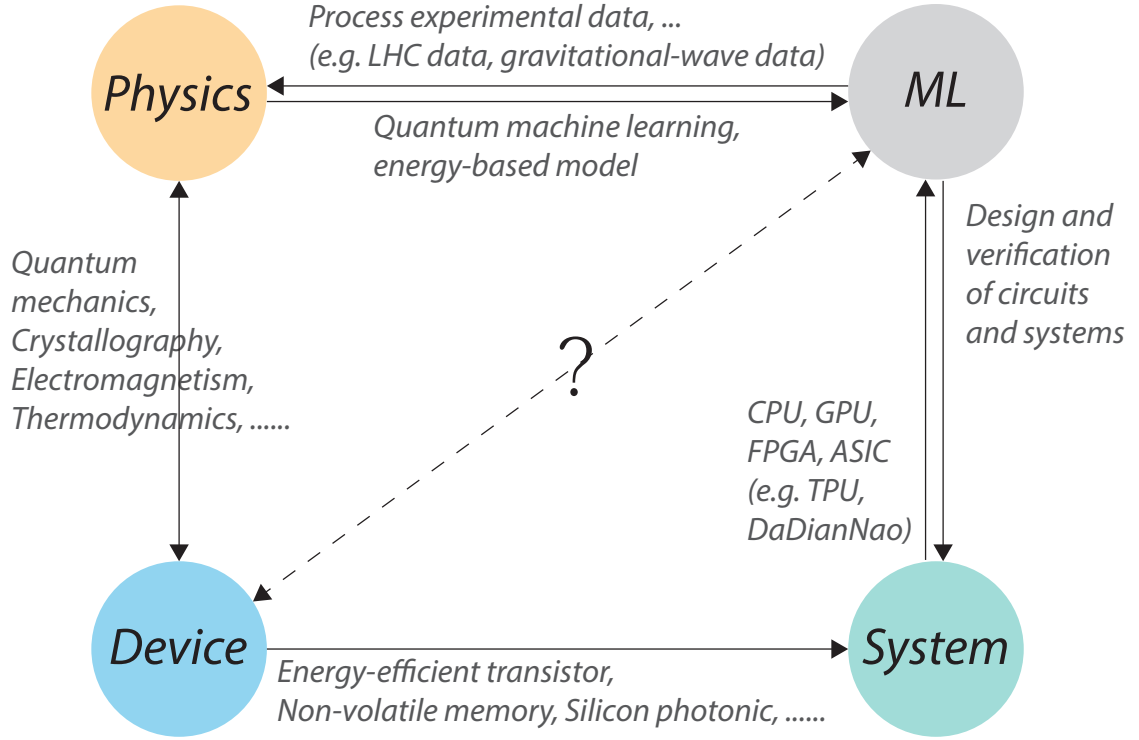 Process experimental data, ...
(e.g. LHC data, gravitational-wave data)
Physics
ML
Quantum machine learning,
energy-based model
Design and
verification
of circuits
and systems
Quantum
mechanics,
Crystallography,
Electromagnetism,
Thermodynamics, ......
?
CPU, GPU,
FPGA, ASIC
(e.g. TPU,
DaDianNao)
Device
System
Energy-efficient transistor,
Non-volatile memory, Silicon photonic, ......